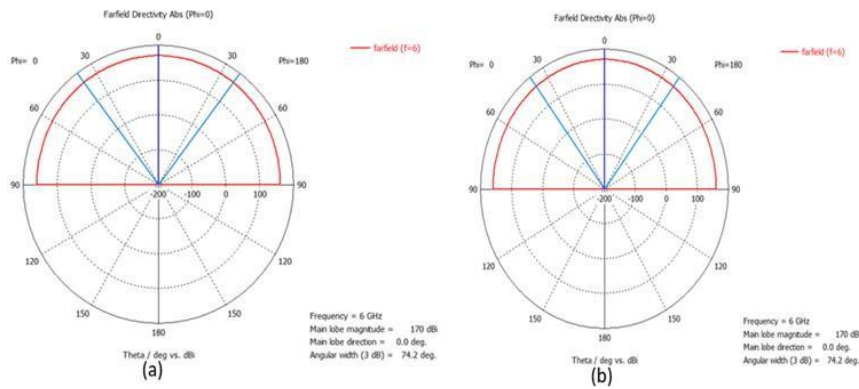 Farfield Directivity Abs (Phi=0)
0
Phi= 0
30
30
Phi=180
farfield (f=6)
60
60
90
90
-200
-100
0
100
120
120
150
150
180
Theta / deg vs. dBi
Frequency = 6 GHz
Main lobe magnitude = 170 dBi
Main lobe direction = 0.0 deg.
Angular width (3 dB) = 74.2 deg.
(a)
Farfield Directivity Abs (Phi=0)
0
Phi= 0
30
30
Phi=180
farfield (f=6)
60
60
90
90
-200
-100
0
100
120
120
150
150
180
Theta / deg vs. dBi
Frequency = 6 GHz
Main lobe magnitude = 170 dBi
Main lobe direction = 0.0 deg.
Angular width (3 dB) = 74.2 deg.
(b)